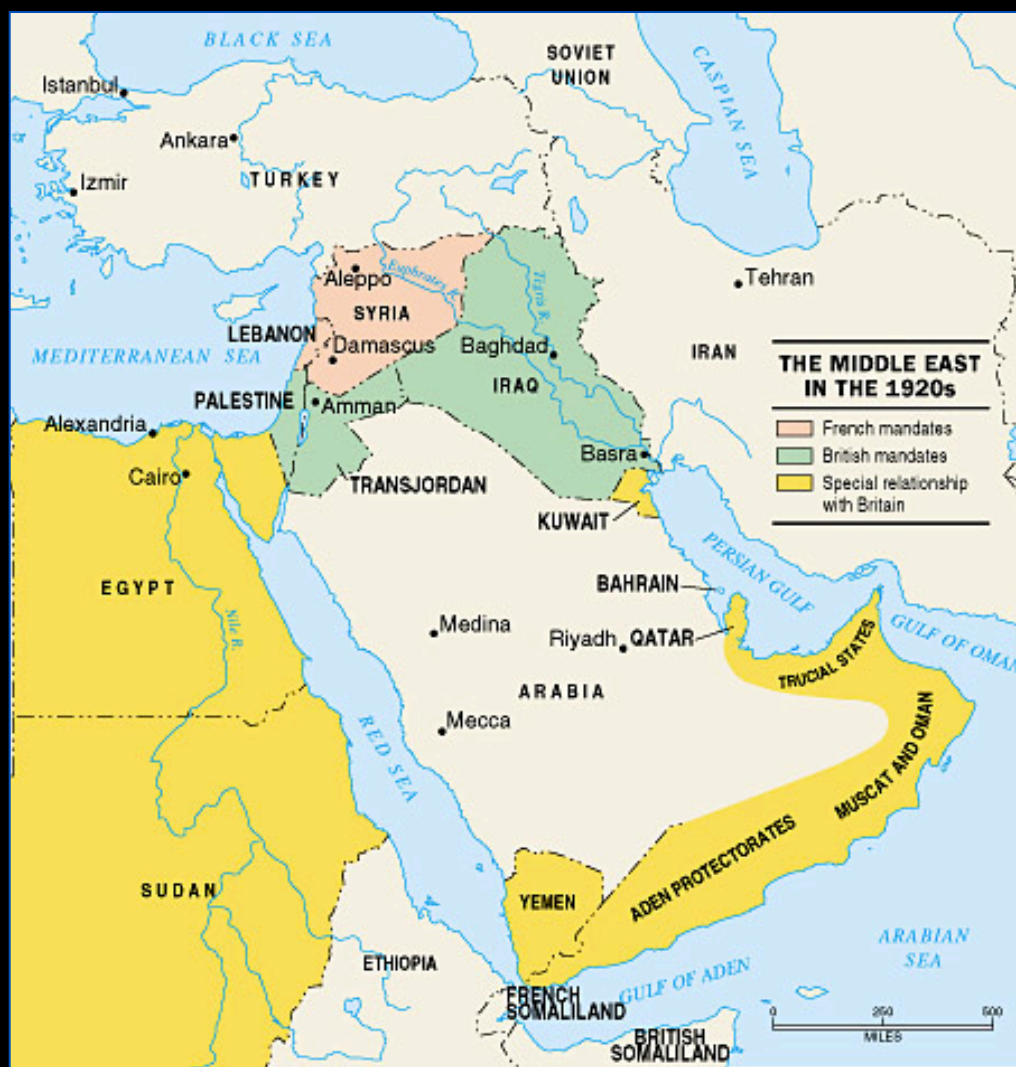 BLACK SEA
SOVIET
UNION
CASPIAN SEA
Istanbul
Ankara
Izmir
TURKEY
Aleppo
Euphrates R.
Tigris R.
Tehran
SYRIA
LEBANON
Damascus
Baghdad
MEDITERRANEAN SEA
IRAN
IRAQ
THE MIDDLE EAST
IN THE 1920s
French mandates
British mandates
Special relationship
with Britain
PALESTINE
Amman
Alexandria
Cairo
Basra
TRANSJORDAN
KUWAIT
PERSIAN GULF
BAHRAIN
EGYPT
Nile R.
Medina
Riyadh
QATAR
GULF OF OMAN
TRUCIAL STATES
ARABIA
Mecca
RED SEA
MUSCAT AND OMAN
ADEN PROTECTORATES
SUDAN
YEMEN
ETHIOPIA
ARABIAN
SEA
GULF OF ADEN
FRENCH
SOMALILAND
BRITISH
SOMALILAND
0 250 500
MILES